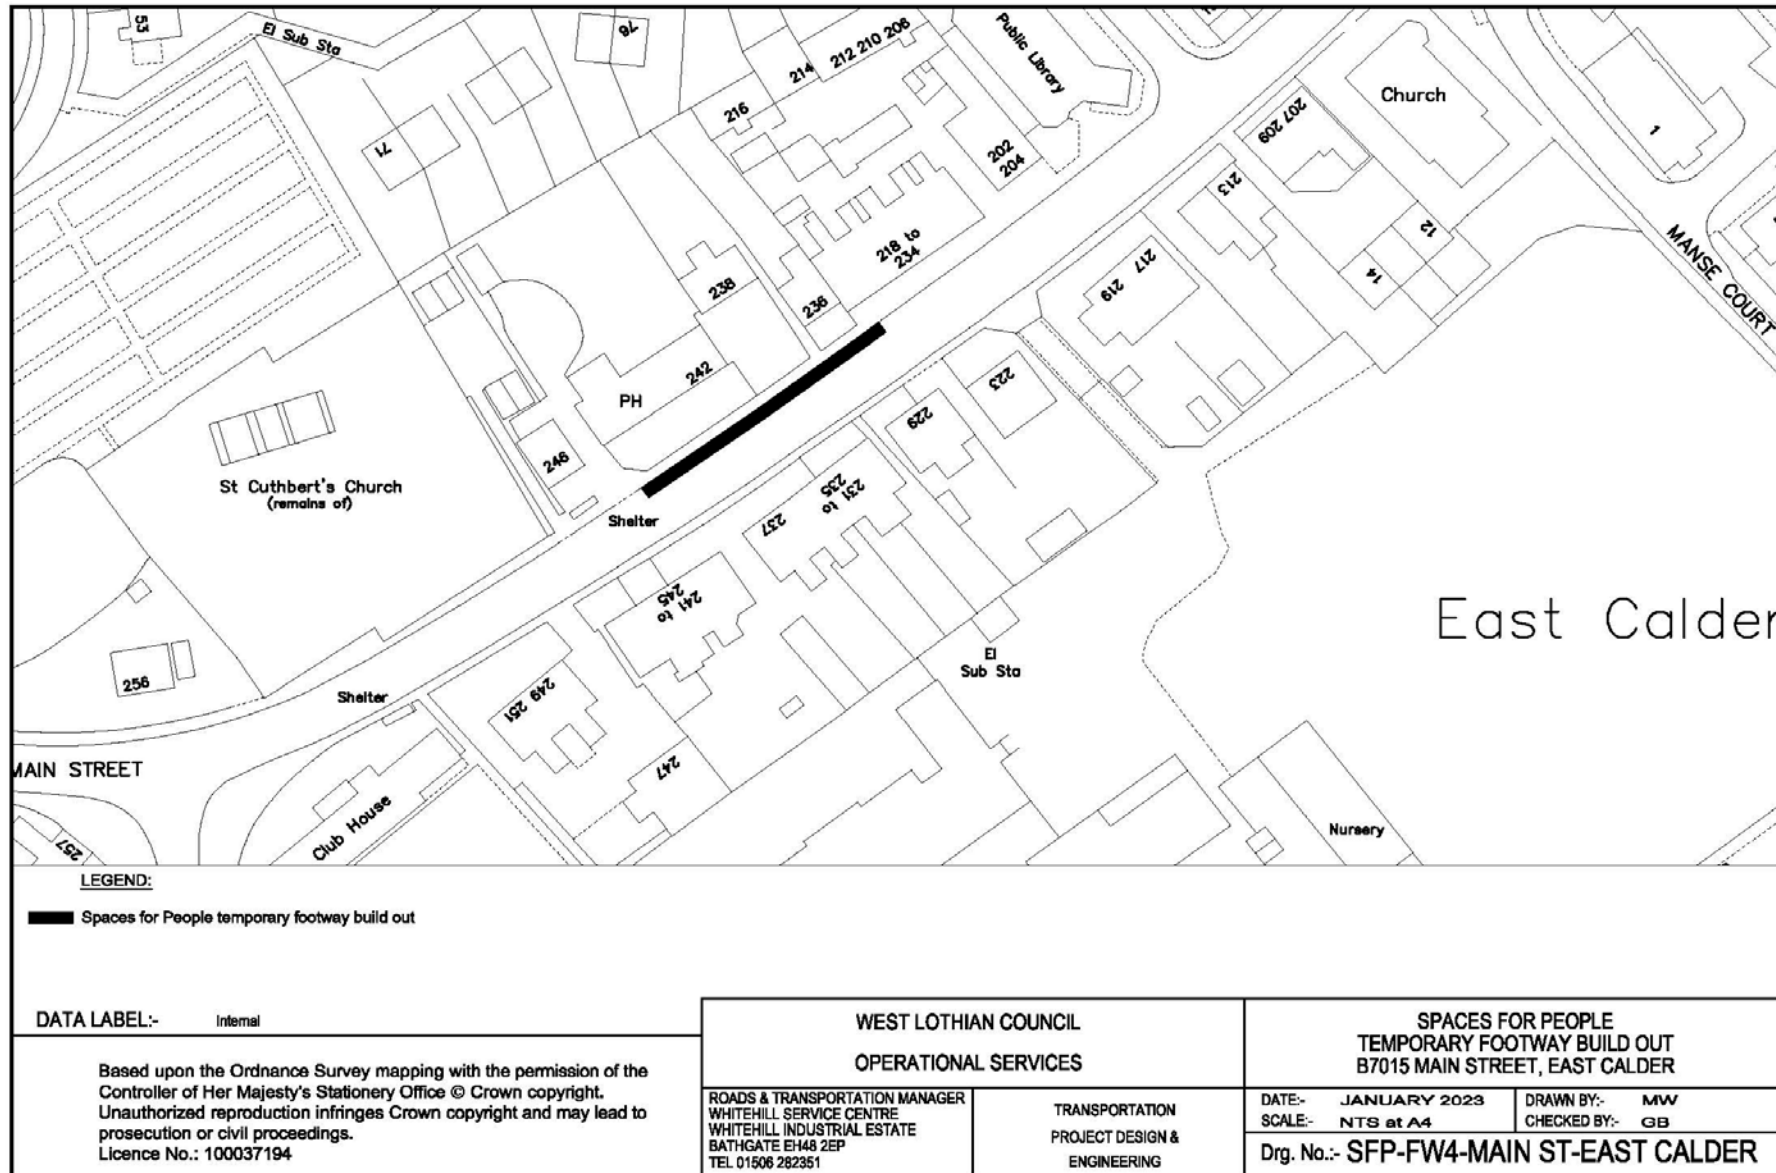 53
El Sub Sta
76
71
216
214
212 210 206
Public Library
202
204
207 209
Church
1
213
12
14
MANSE COURT
217
219
218 to
234
238
236
242
PH
246
223
229
231 to
235
237
St Cuthbert's Church
(remains of)
Shelter
241 to
245
East Calder
El
Sub Sta
256
Shelter
249 251
247
MAIN STREET
Club House
257
Nursery
LEGEND:
Spaces for People temporary footway build out
DATA LABEL:- Internal
Based upon the Ordnance Survey mapping with the permission of the
Controller of Her Majesty's Stationery Office © Crown copyright.
Unauthorized reproduction infringes Crown copyright and may lead to
prosecution or civil proceedings.
Licence No.: 100037194
WEST LOTHIAN COUNCIL
OPERATIONAL SERVICES
ROADS & TRANSPORTATION MANAGER
WHITEHILL SERVICE CENTRE
WHITEHILL INDUSTRIAL ESTATE
BATHGATE EH48 2EP
TEL 01506 282351
TRANSPORTATION
PROJECT DESIGN &
ENGINEERING
SPACES FOR PEOPLE
TEMPORARY FOOTWAY BUILD OUT
B7015 MAIN STREET, EAST CALDER
DATE:- JANUARY 2023
DRAWN BY:- MW
SCALE:- NTS at A4
CHECKED BY:- GB
Drg. No.:- SFP-FW4-MAIN ST-EAST CALDER